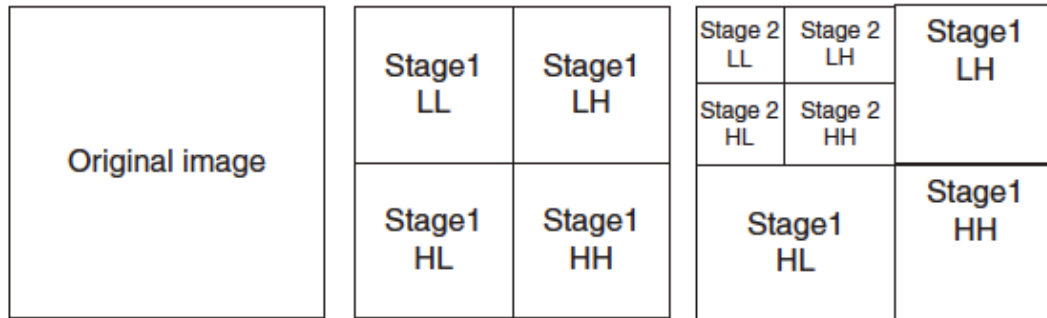 Original image
Stage1
LL
Stage1
LH
Stage1
HL
Stage1
HH
Stage 2
LL
Stage 2
LH
Stage 2
HL
Stage 2
HH
Stage1
LH
Stage1
HL
Stage1
HH